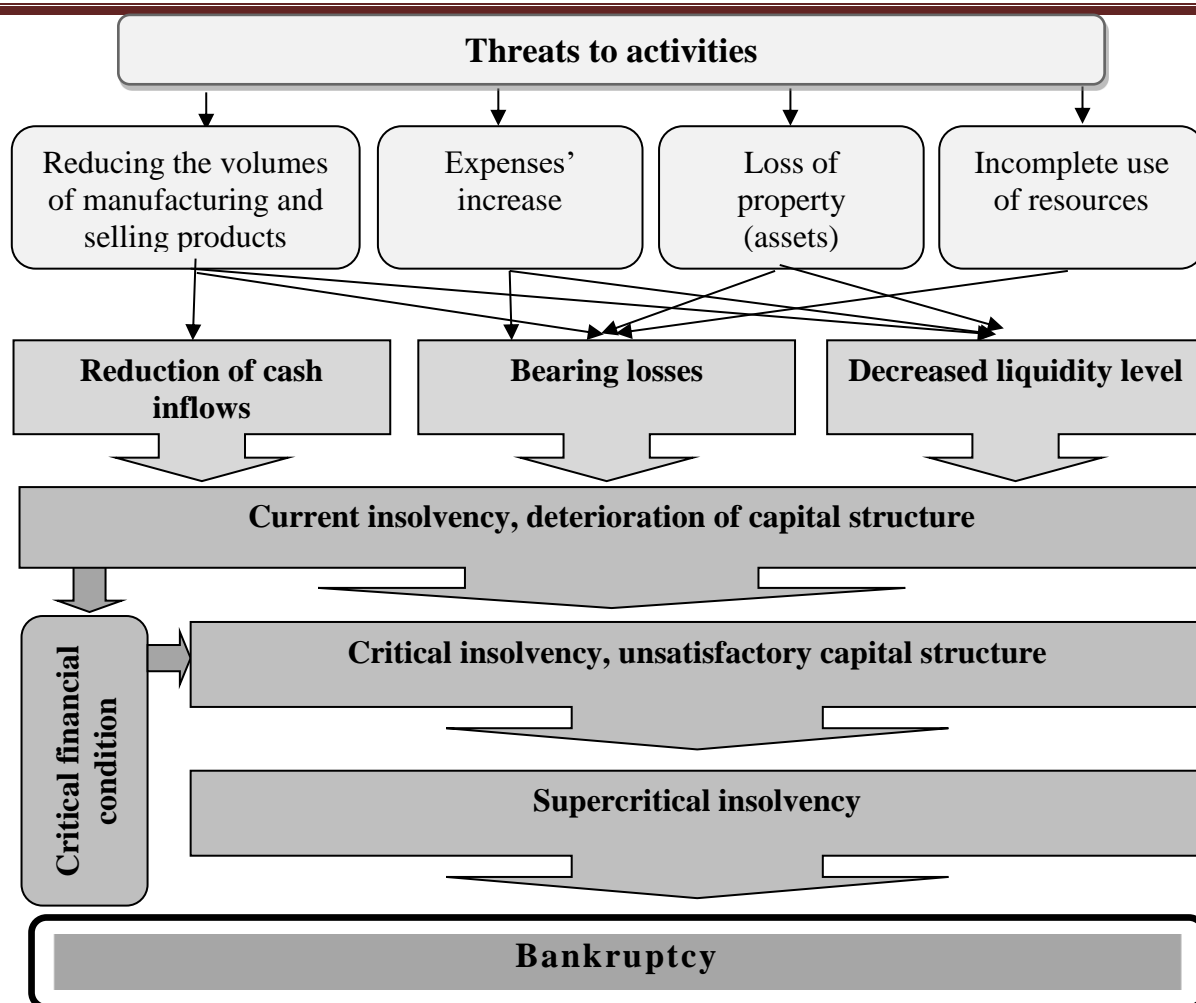 Threats to activities
Reducing the volumes
of manufacturing and
selling products
Expenses’
increase
Loss of
property
(assets)
Incomplete use
of resources
Reduction of cash
inflows
Bearing losses
Decreased liquidity level
Current insolvency, deterioration of capital structure
Critical financial
condition
Critical insolvency, unsatisfactory capital structure
Supercritical insolvency
Bankruptcy